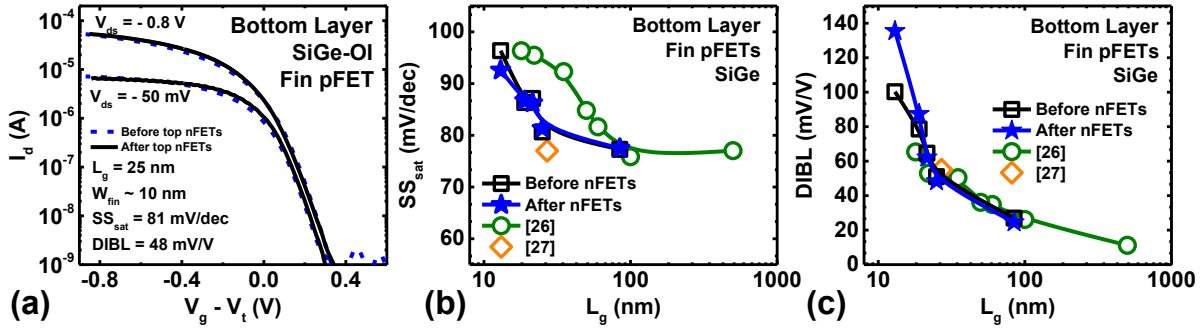 Bottom Layer
SiGe-OI
Fin pFET
V_ds = - 0.8 V
V_ds = - 50 mV
Before top nFETs
After top nFETs
L_g = 25 nm
W_fin ~ 10 nm
SS_sat = 81 mV/dec
DIBL = 48 mV/V
10^-4
10^-5
10^-6
10^-7
10^-8
10^-9
I_d (A)
-0.8
-0.4
0.0
0.4
V_g - V_t (V)
(a)
Bottom Layer
Fin pFETs
SiGe
Before nFETs
After nFETs
[26]
[27]
100
90
80
70
60
SS_sat (mV/dec)
10
100
1000
L_g (nm)
(b)
Bottom Layer
Fin pFETs
SiGe
Before nFETs
After nFETs
[26]
[27]
140
120
100
80
60
40
20
0
DIBL (mV/V)
10
100
1000
L_g (nm)
(c)